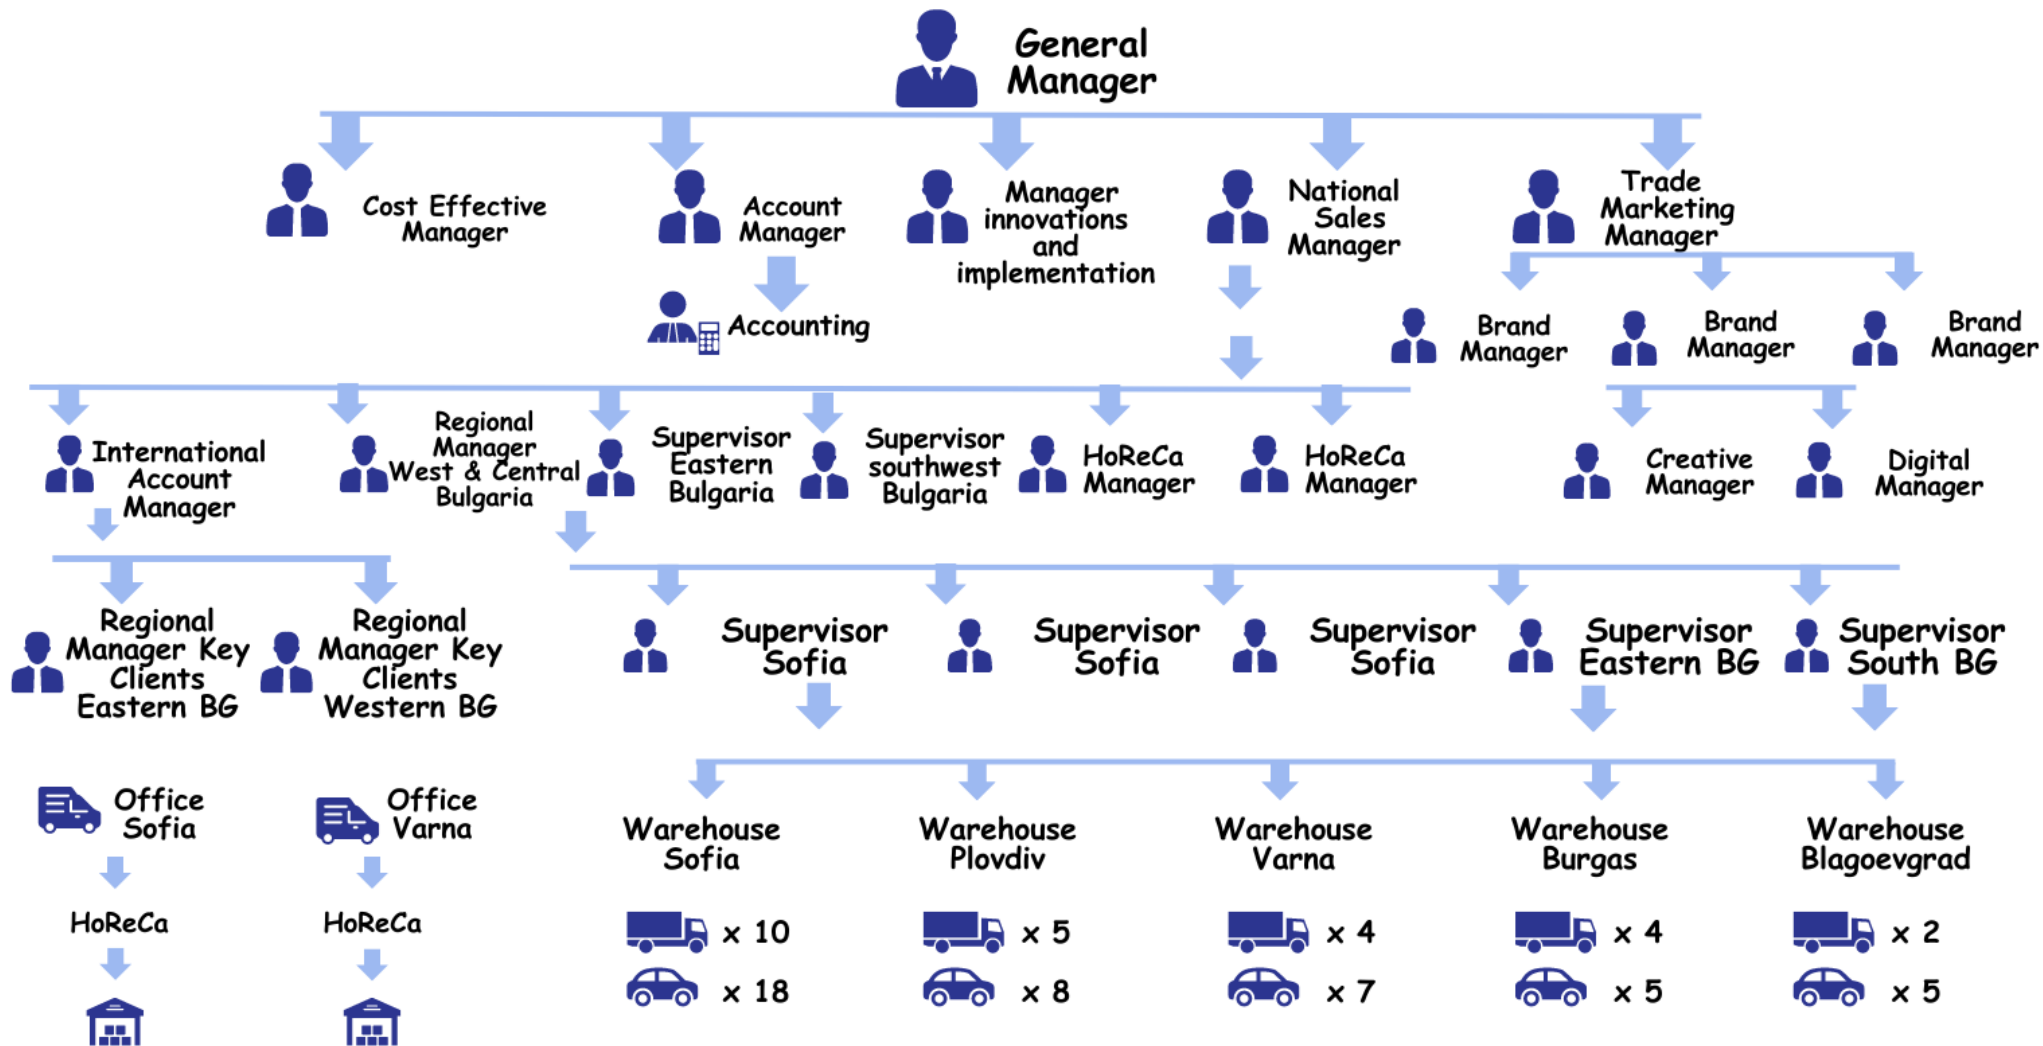 General
Manager
Cost Effective
Manager
Account
Manager
Manager
innovations
and
implementation
National
Sales
Manager
Trade
Marketing
Manager
Accounting
Brand
Manager
Brand
Manager
Brand
Manager
International
Account
Manager
Regional
Manager
West & Central
Bulgaria
Supervisor
Eastern
Bulgaria
Supervisor
southwest
Bulgaria
HoReCa
Manager
HoReCa
Manager
Creative
Manager
Digital
Manager
Regional
Manager Key
Clients
Eastern BG
Regional
Manager Key
Clients
Western BG
Supervisor
Sofia
Supervisor
Sofia
Supervisor
Sofia
Supervisor
Eastern BG
Supervisor
South BG
Office
Sofia
Office
Varna
HoReCa
HoReCa
Warehouse
Sofia
Warehouse
Plovdiv
Warehouse
Varna
Warehouse
Burgas
Warehouse
Blagoevgrad
x 10
x 5
x 4
x 4
x 2
x 18
x 8
x 7
x 5
x 5